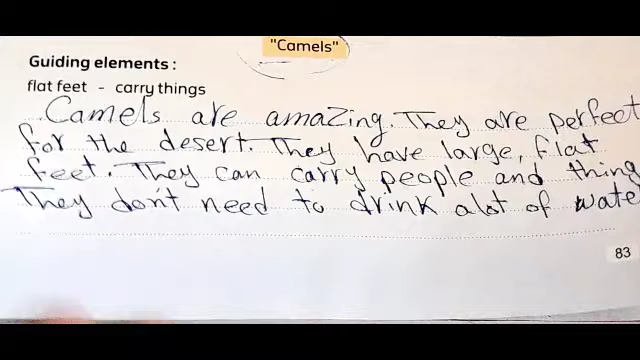 "Camels"
Guiding elements :
flat feet - carry things
Camels are amazing. They are perfect
for the desert. They have large, flat
feet. They can carry people and thing
They don't need to drink alot of wate
83